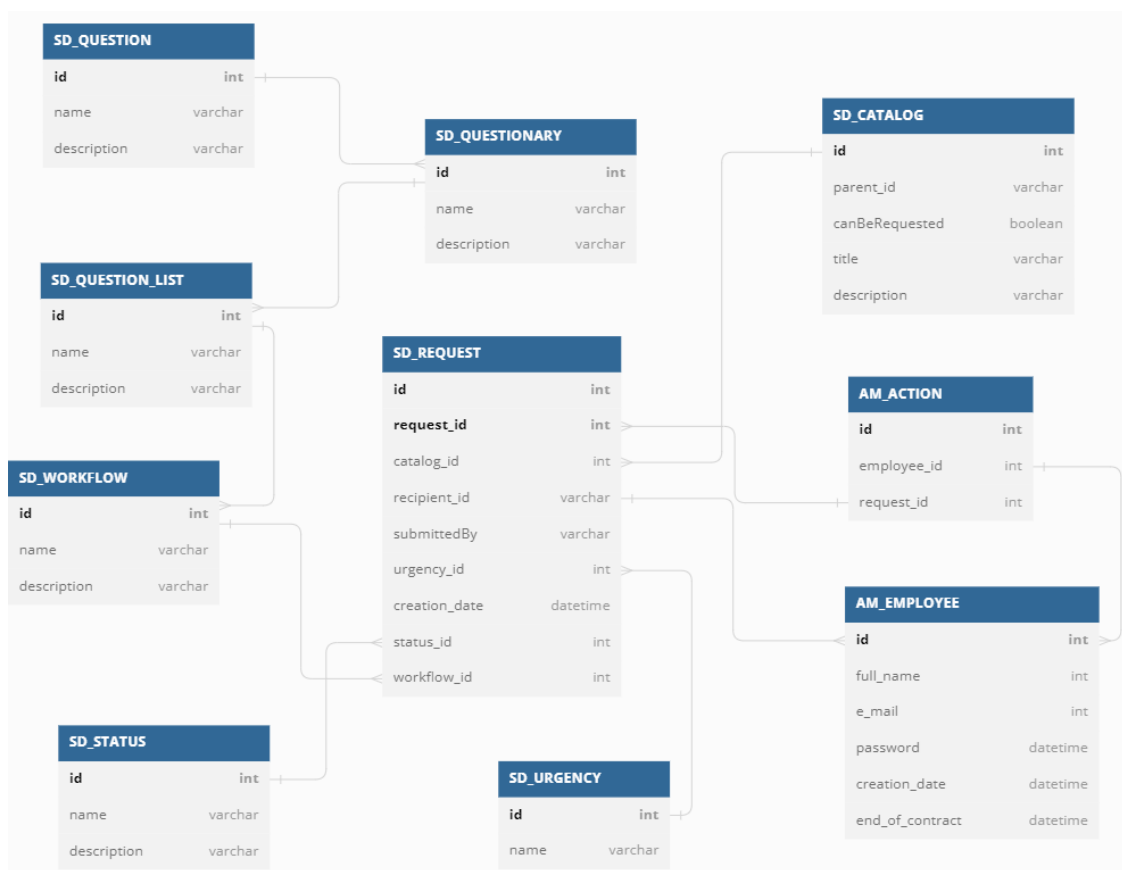 SD_QUESTION
id int
name varchar
description varchar
SD_QUESTIONARY
id int
name varchar
description varchar
SD_CATALOG
id int
parent_id varchar
canBeRequested boolean
title varchar
description varchar
SD_QUESTION_LIST
id int
name varchar
description varchar
SD_REQUEST
id int
request_id int
catalog_id int
recipient_id varchar
submittedBy varchar
urgency_id int
creation_date datetime
status_id int
workflow_id int
AM_ACTION
id int
employee_id int
request_id int
SD_WORKFLOW
id int
name varchar
description varchar
AM_EMPLOYEE
id int
full_name int
e_mail int
password datetime
creation_date datetime
end_of_contract datetime
SD_STATUS
id int
name varchar
description varchar
SD_URGENCY
id int
name varchar